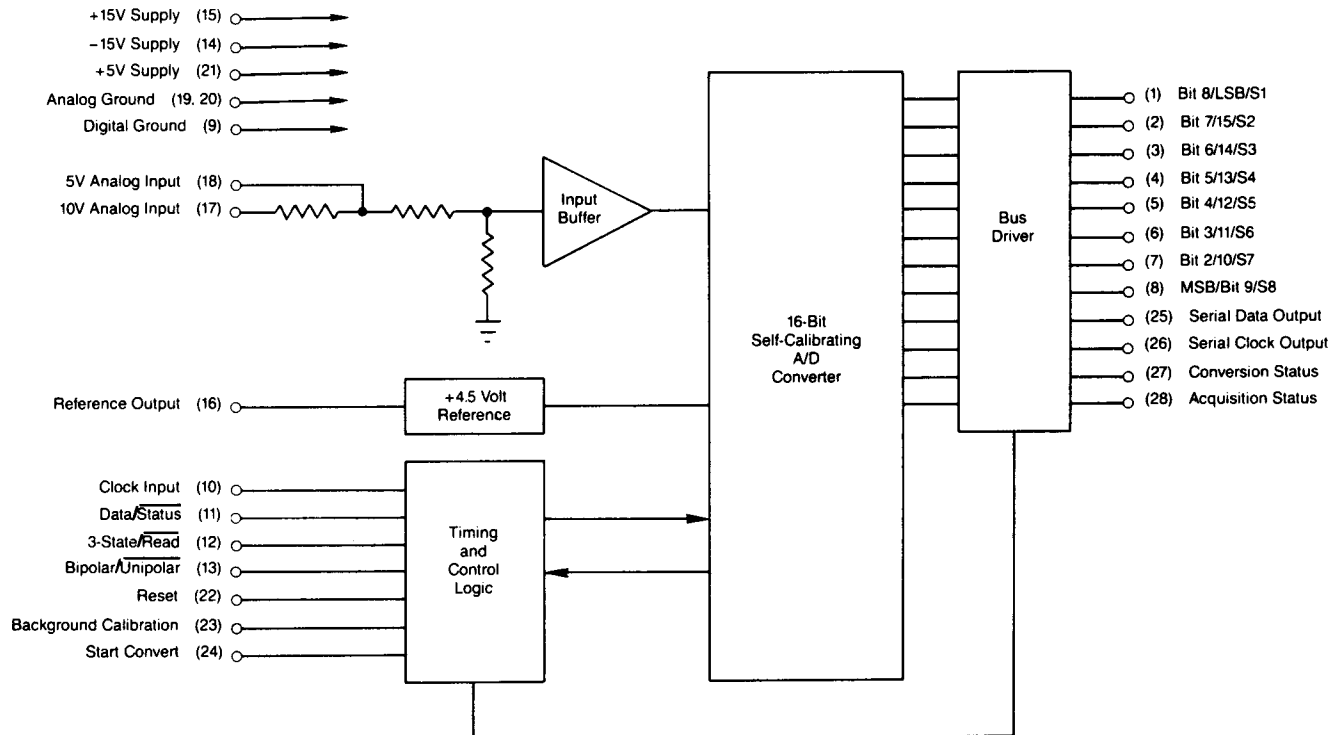 +15V Supply (15)
−15V Supply (14)
+5V Supply (21)
Analog Ground (19, 20)
Digital Ground (9)
5V Analog Input (18)
10V Analog Input (17)
Input
Buffer
Reference Output (16)
+4.5 Volt
Reference
Clock Input (10)
Data/Status (11)
3-State/Read (12)
Bipolar/Unipolar (13)
Reset (22)
Background Calibration (23)
Start Convert (24)
Timing
and
Control
Logic
16-Bit
Self-Calibrating
A/D
Converter
Bus
Driver
(1) Bit 8/LSB/S1
(2) Bit 7/15/S2
(3) Bit 6/14/S3
(4) Bit 5/13/S4
(5) Bit 4/12/S5
(6) Bit 3/11/S6
(7) Bit 2/10/S7
(8) MSB/Bit 9/S8
(25) Serial Data Output
(26) Serial Clock Output
(27) Conversion Status
(28) Acquisition Status